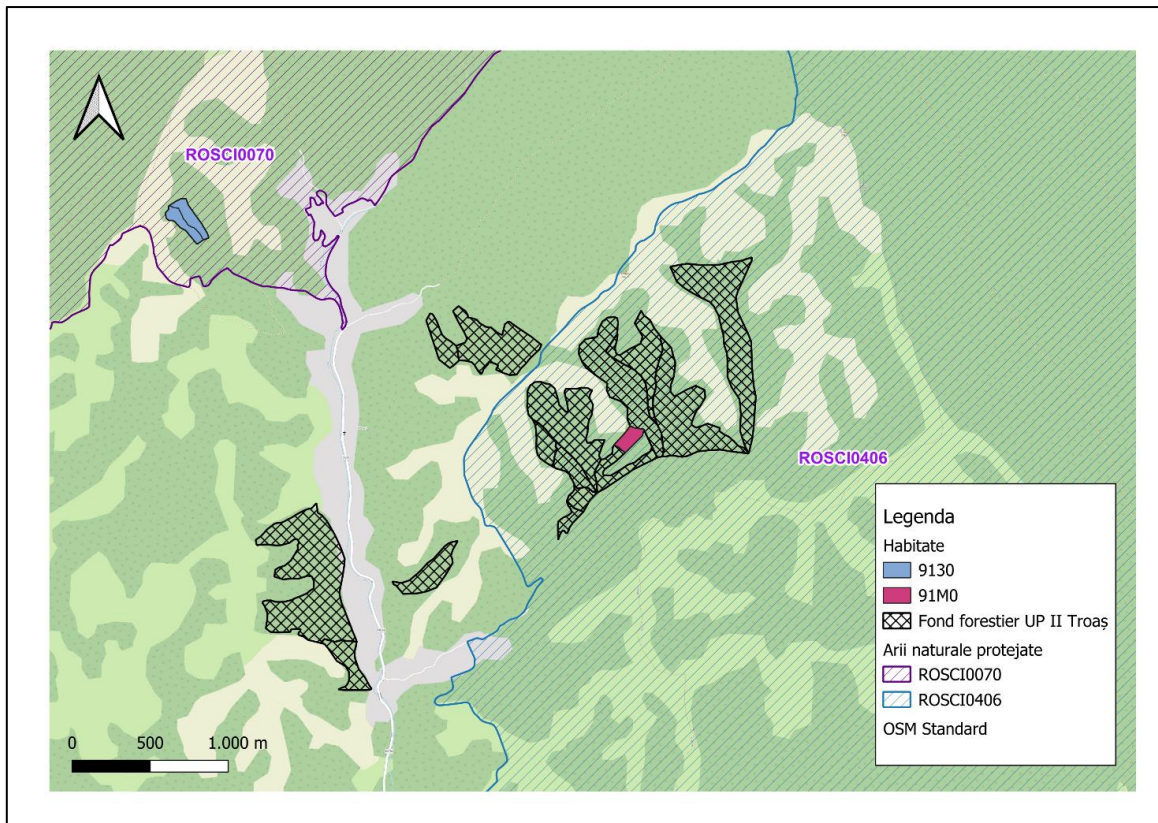 ROSCI0070
ROSCI0406
Legenda
Habitate
9130
91M0
Fond forestier UP II Troaș
Arii naturale protejate
ROSCI0070
ROSCI0406
OSM Standard
0 500 1.000 m